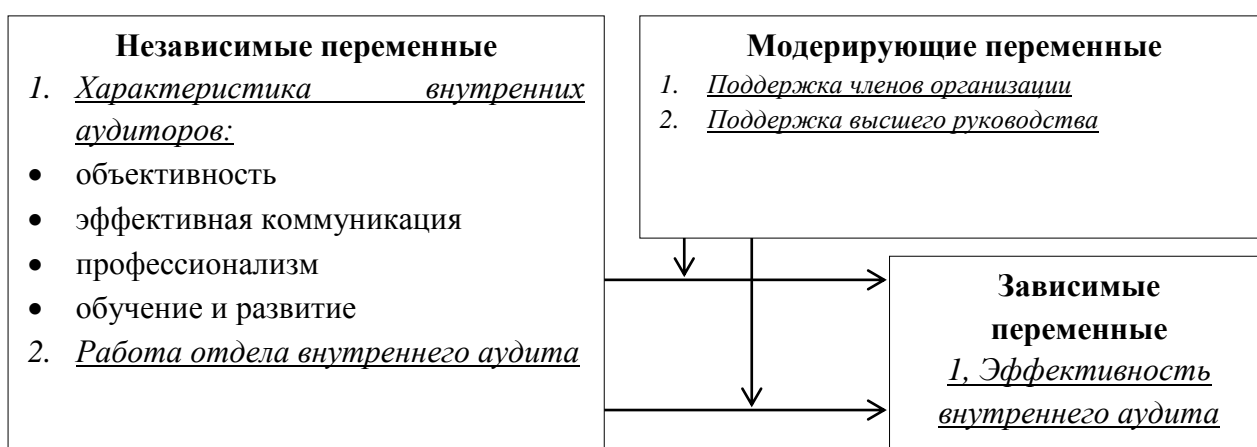 Независимые переменные
1. Характеристика внутренних
аудиторов:
• объективность
• эффективная коммуникация
• профессионализм
• обучение и развитие
2. Работа отдела внутреннего аудита
Модерирующие переменные
1. Поддержка членов организации
2. Поддержка высшего руководства
Зависимые
переменные
1, Эффективность
внутреннего аудита